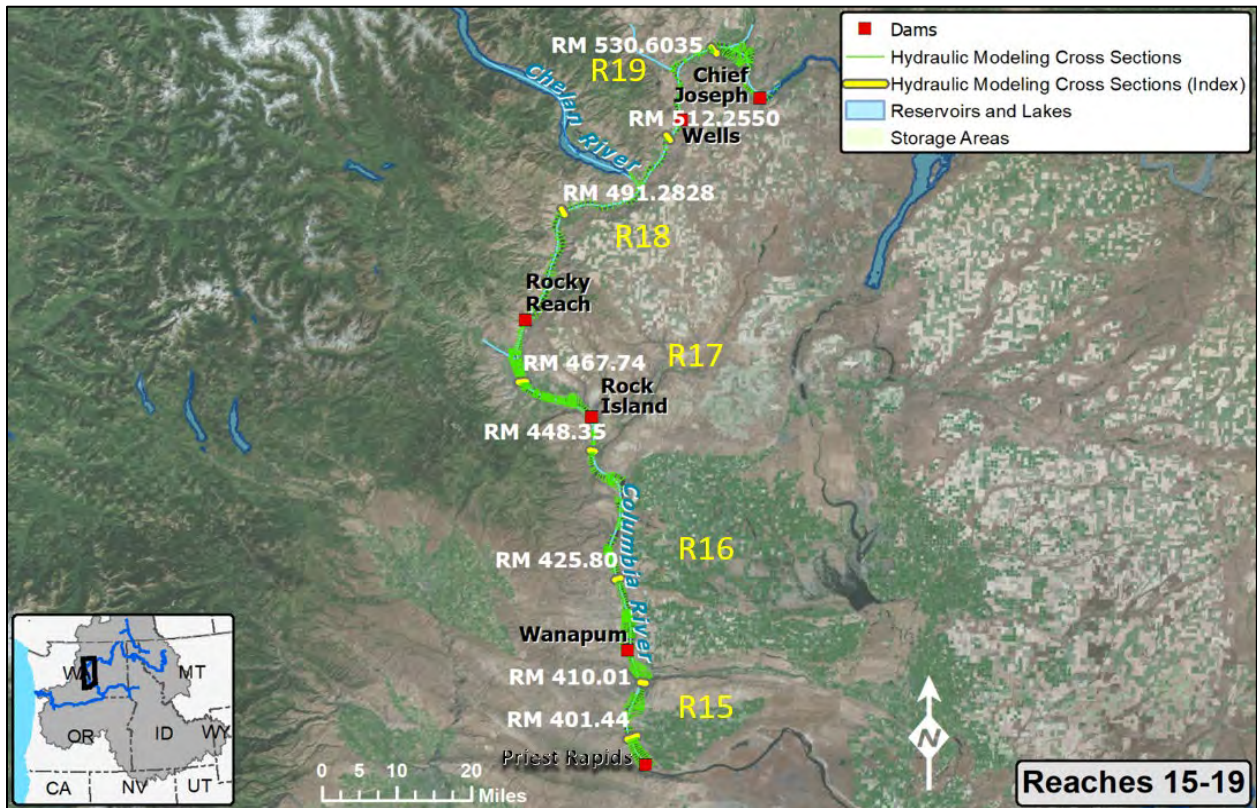 Dams
Hydraulic Modeling Cross Sections
Hydraulic Modeling Cross Sections (Index)
Reservoirs and Lakes
Storage Areas
RM 530.6035
R19
Chief
Joseph
Chelan River
RM 512.2550
Wells
RM 491.2828
R18
Rocky
Reach
RM 467.74
R17
Rock
Island
RM 448.35
Columbia River
RM 425.80
R16
Wanapum
RM 410.01
R15
RM 401.44
Priest Rapids
WA
MT
OR
ID
WY
CA
NV
UT
0 5 10 20
Miles
N
Reaches 15-19